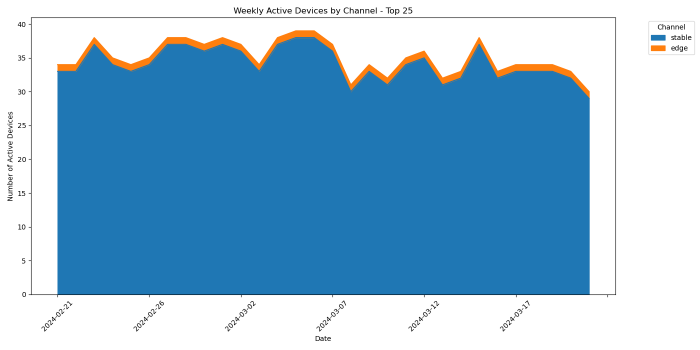 Weekly Active Devices by Channel - Top 25
Number of Active Devices
40
35
30
25
20
15
10
5
0
2024-02-21
2024-02-26
2024-03-02
2024-03-07
2024-03-12
2024-03-17
Date
Channel
stable
edge